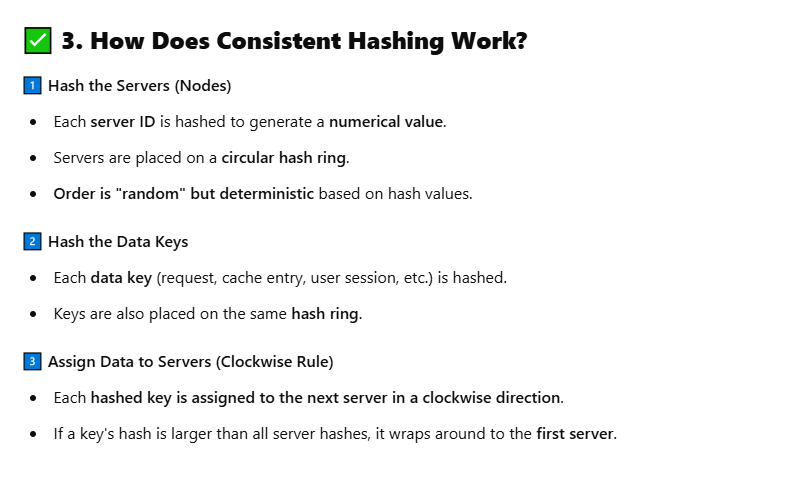 ✅ 3. How Does Consistent Hashing Work?
1 Hash the Servers (Nodes)
• Each server ID is hashed to generate a numerical value.
• Servers are placed on a circular hash ring.
• Order is "random" but deterministic based on hash values.
2 Hash the Data Keys
• Each data key (request, cache entry, user session, etc.) is hashed.
• Keys are also placed on the same hash ring.
3 Assign Data to Servers (Clockwise Rule)
• Each hashed key is assigned to the next server in a clockwise direction.
• If a key's hash is larger than all server hashes, it wraps around to the first server.